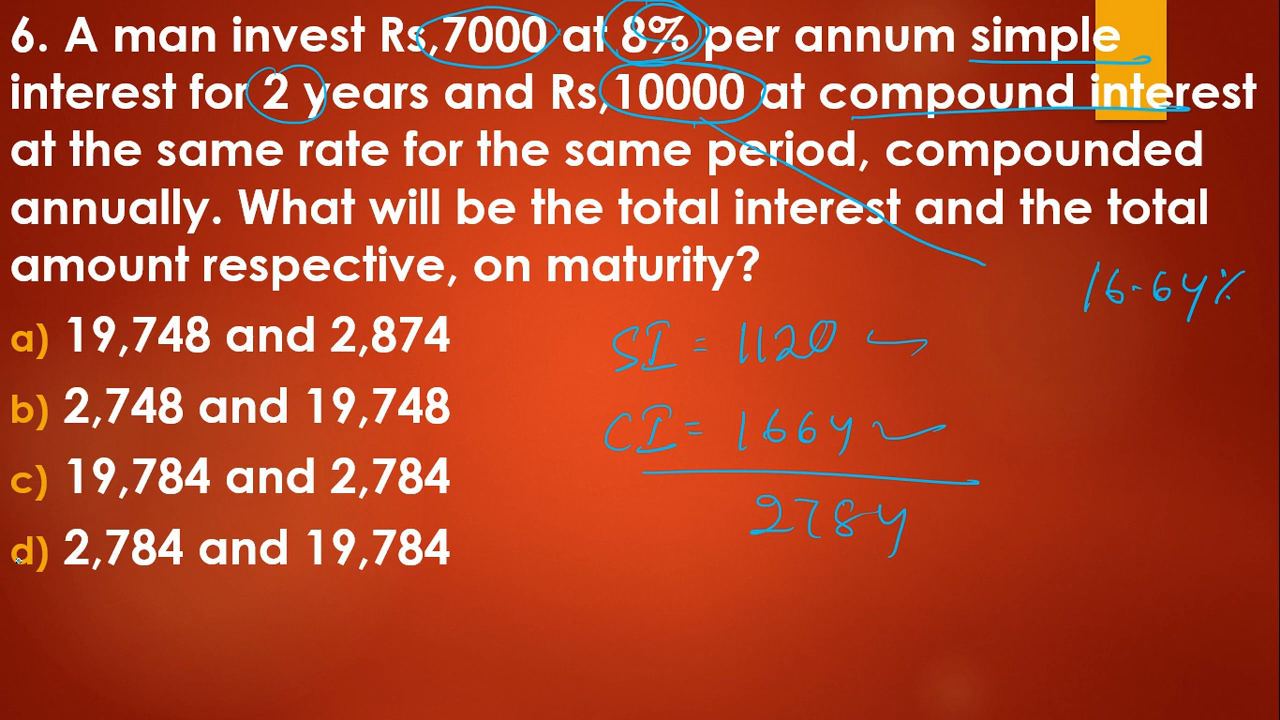 6. A man invest Rs,7000 at 8% per annum simple
interest for 2 years and Rs,10000 at compound interest
at the same rate for the same period, compounded
annually. What will be the total interest and the total
amount respective, on maturity?
16.64%
a) 19,748 and 2,874
SI = 1120
b) 2,748 and 19,748
CI = 1664
c) 19,784 and 2,784
2784
d) 2,784 and 19,784